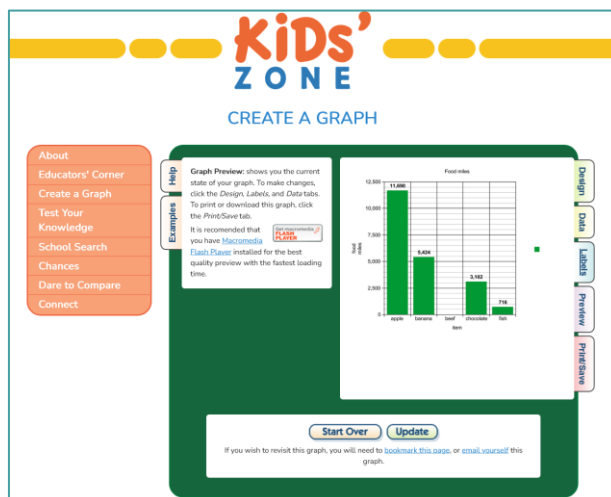 KiDS'
ZONE
CREATE A GRAPH
About
Educators' Corner
Create a Graph
Test Your
Knowledge
School Search
Chances
Dare to Compare
Connect
Help
Examples
Graph Preview: shows you the current
state of your graph. To make changes,
click the Design, Labels, and Data tabs.
To print or download this graph, click
the Print/Save tab.
It is recomended that
you have Macromedia
Flash Player installed for the best
quality preview with the fastest loading
time.
FLASH
PLAYER
Food miles
12,500
10,000
7,500
5,000
2,500
0
food
miles
5,424
3,162
716
apple
banana
beef
chocolate
fish
item
Design
Data
Labels
Preview
Print/Save
Start Over
Update
If you wish to revisit this graph, you will need to bookmark this page, or email yourself this
graph.